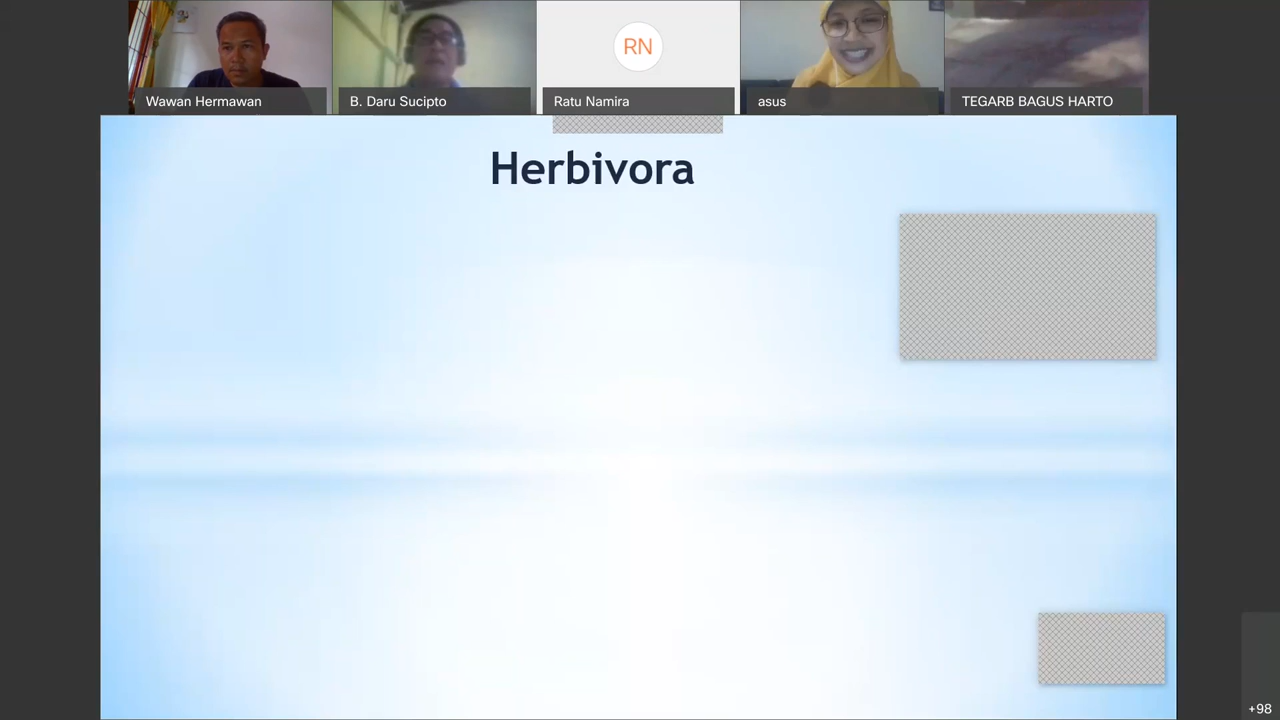 Wawan Hermawan
B. Daru Sucipto
RN
Ratu Namira
asus
TEGARB BAGUS HARTO
Herbivora
+98